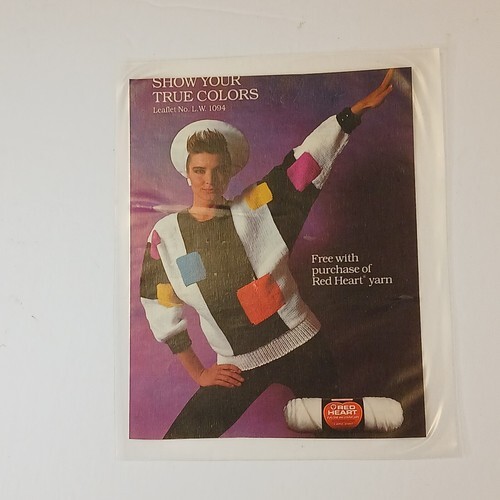 SHOW YOUR
TRUE COLORS
Leaflet No. L.W. 1094
Free with
purchase of
Red Heart® yarn
RED
HEART